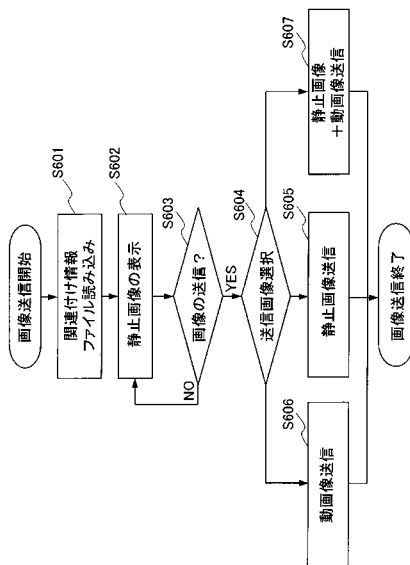 画像送信開始
S601
関連付け情報
ファイル読み込み
S602
静止画像の表示
S603
画像の送信?
NO
YES
S604
送信画像選択
S606
動画像送信
S605
静止画像送信
S607
静止画像
+動画像送信
画像送信終了